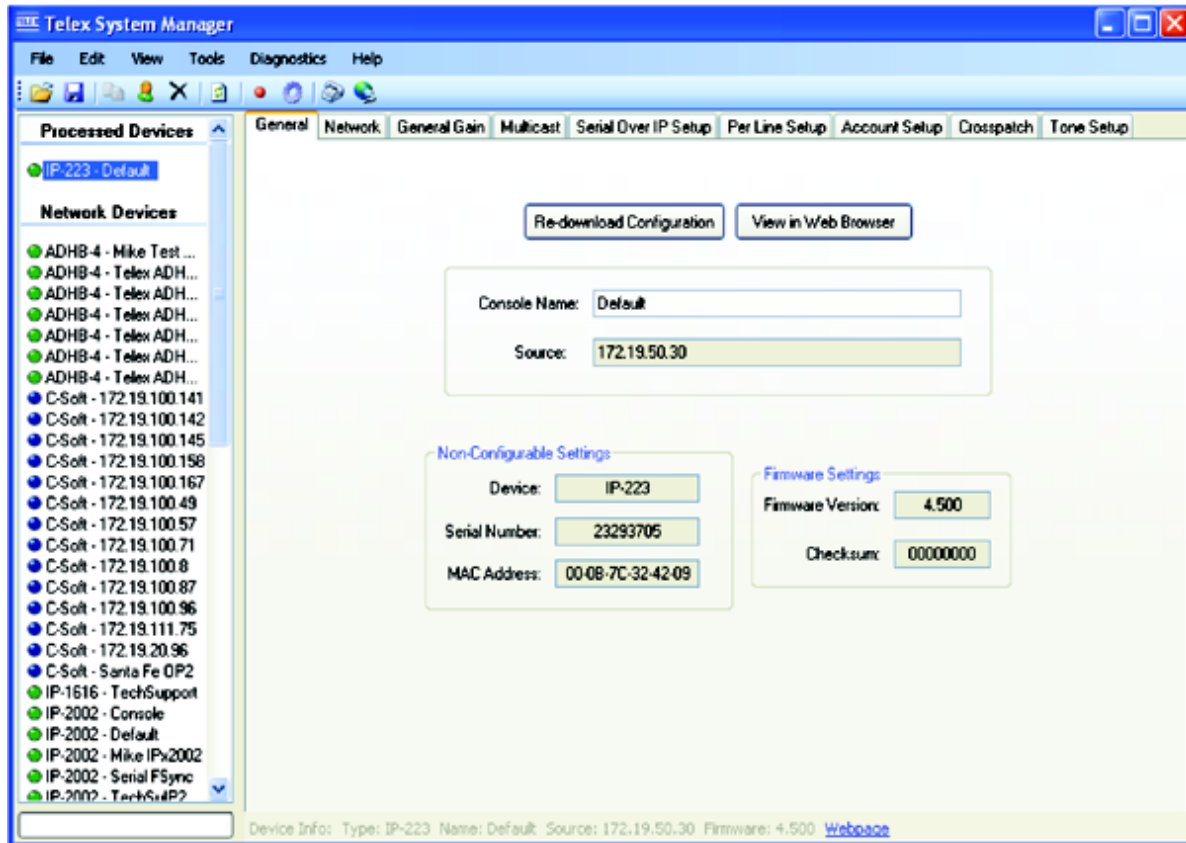 Telex System Manager
File Edit View Tools Diagnostics Help
Processed Devices
IP-223 - Default
Network Devices
ADHB-4 - Mike Test ...
ADHB-4 - Telex ADH...
ADHB-4 - Telex ADH...
ADHB-4 - Telex ADH...
ADHB-4 - Telex ADH...
ADHB-4 - Telex ADH...
ADHB-4 - Telex ADH...
C-Soft - 172.19.100.141
C-Soft - 172.19.100.142
C-Soft - 172.19.100.145
C-Soft - 172.19.100.158
C-Soft - 172.19.100.167
C-Soft - 172.19.100.49
C-Soft - 172.19.100.57
C-Soft - 172.19.100.71
C-Soft - 172.19.100.8
C-Soft - 172.19.100.87
C-Soft - 172.19.100.96
C-Soft - 172.19.111.75
C-Soft - 172.19.20.96
C-Soft - Santa Fe OP2
IP-1616 - TechSupport
IP-2002 - Console
IP-2002 - Default
IP-2002 - Mike IPx2002
IP-2002 - Serial FSync
IP-2002 -
General Network General Gain Multicast Serial Over IP Setup Per Line Setup Account Setup Crosspatch Tone Setup
Re-download Configuration View in Web Browser
Console Name: Default
Source: 172.19.50.30
Non-Configurable Settings
Device: IP-223
Serial Number: 23293705
MAC Address: 00-0B-7C-32-42-09
Firmware Settings
Firmware Version: 4.500
Checksum: 00000000
Device Info: Type: IP-223 Name: Default Source: 172.19.50.30 Firmware: 4.500 Webpage